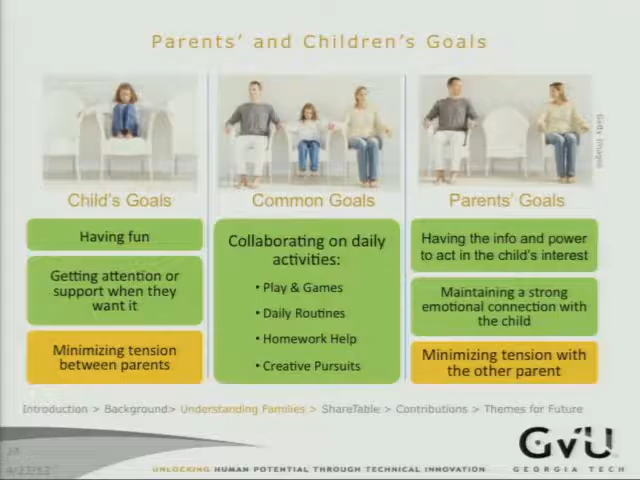 Parents' and Children's Goals
Getty Images
Child's Goals
Common Goals
Parents' Goals
Having fun
Getting attention or
support when they
want it
Minimizing tension
between parents
Collaborating on daily
activities:
• Play & Games
• Daily Routines
• Homework Help
• Creative Pursuits
Having the info and power
to act in the child's interest
Maintaining a strong
emotional connection with
the child
Minimizing tension with
the other parent
Introduction > Background> Understanding Families > ShareTable > Contributions > Themes for Future
GVU
UNLOCKING HUMAN POTENTIAL THROUGH TECHNICAL INNOVATION
GEORGIA TECH